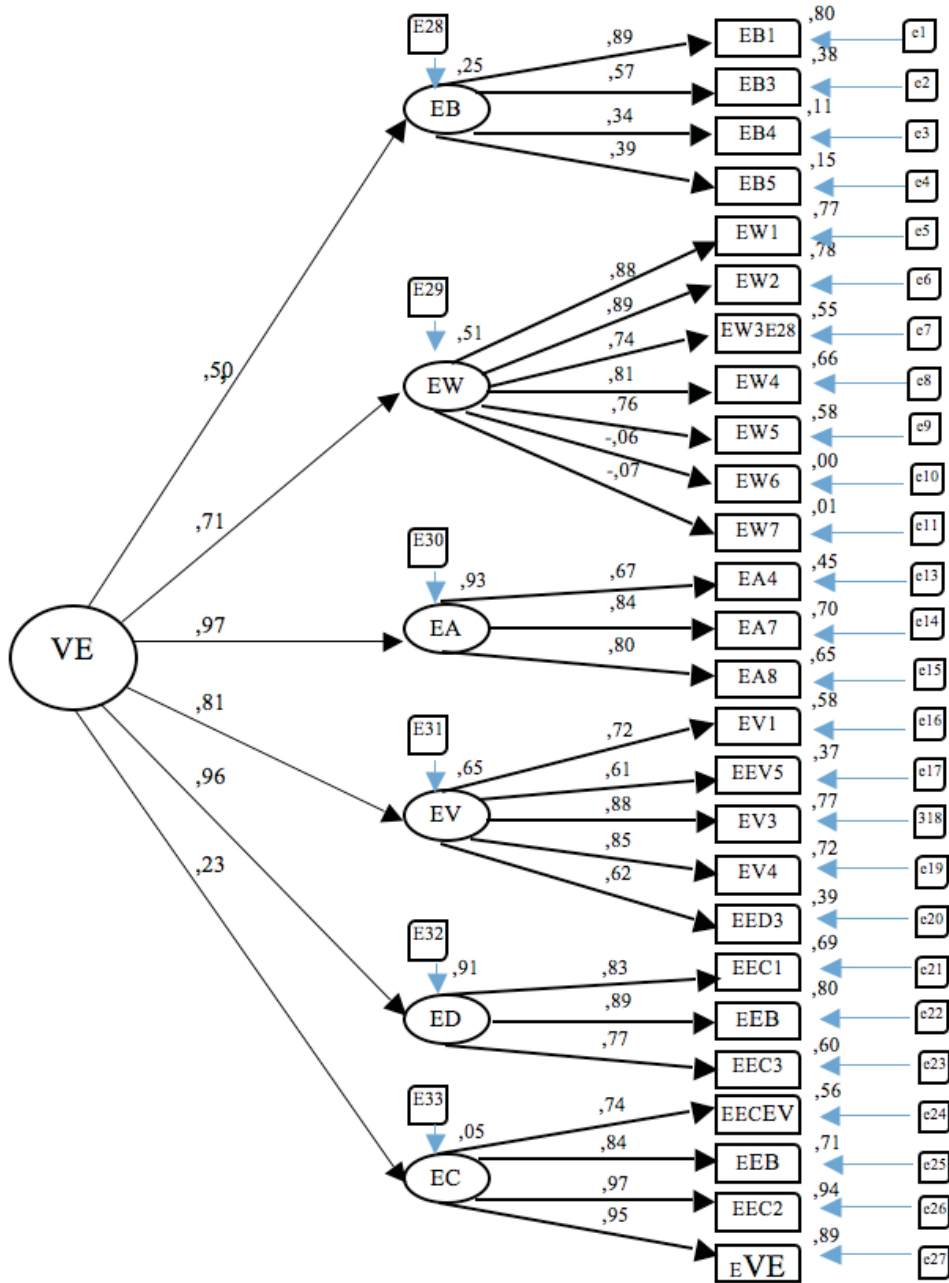 ,80
E28
,89
EB1
e1
,25
,38
,57
EB3
e2
EB
,11
,34
EB4
e3
,39
,15
EB5
e4
,77
EW1
e5
,88
,78
E29
EW2
e6
,89
,55
,51
,74
EW3E28
e7
,50
,66
EW
,81
EW4
e8
,76
,58
EW5
e9
-,06
,00
-,07
EW6
e10
,01
,71
EW7
e11
E30
,45
,93
,67
EA4
e13
,97
,84
,70
EA
EA7
e14
VE
,80
,65
EA8
e15
,81
,58
E31
,72
EV1
e16
,65
,37
,61
EEV5
e17
,96
EV
,88
,77
EV3
318
,85
,72
,23
,62
EV4
e19
,39
EED3
e20
E32
,69
,91
,83
EEC1
e21
,89
,80
ED
EEB
e22
,77
,60
EEC3
e23
E33
,56
,74
EECEV
e24
,05
,84
,71
EEB
e25
EC
,97
,94
EEC2
e26
,95
,89
EVE
e27